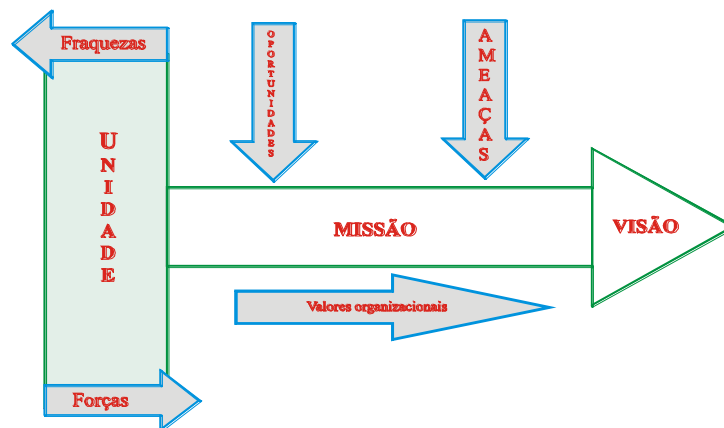 Fraquezas
OPORTUNIDADES
AMEAÇAS
UNIDADE
MISSÃO
VISÃO
Valores organizacionais
Forças